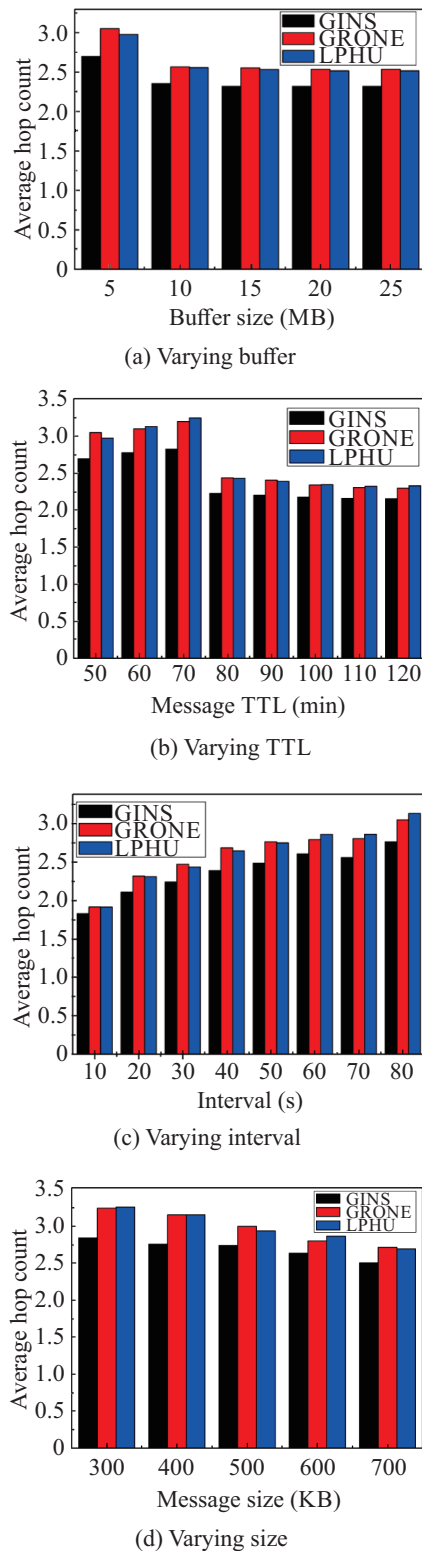 Average hop count
3.0
2.5
2.0
1.5
1.0
0.5
0
GINS
GRONE
LPHU
5 10 15 20 25
Buffer size (MB)
(a) Varying buffer
Average hop count
3.5
3.0
2.5
2.0
1.5
1.0
0.5
0
GINS
GRONE
LPHU
50 60 70 80 90 100 110 120
Message TTL (min)
(b) Varying TTL
Average hop count
3.0
2.5
2.0
1.5
1.0
0.5
0
GINS
GRONE
LPHU
10 20 30 40 50 60 70 80
Interval (s)
(c) Varying interval
Average hop count
3.5
3.0
2.5
2.0
1.5
1.0
0.5
0
GINS
GRONE
LPHU
300 400 500 600 700
Message size (KB)
(d) Varying size